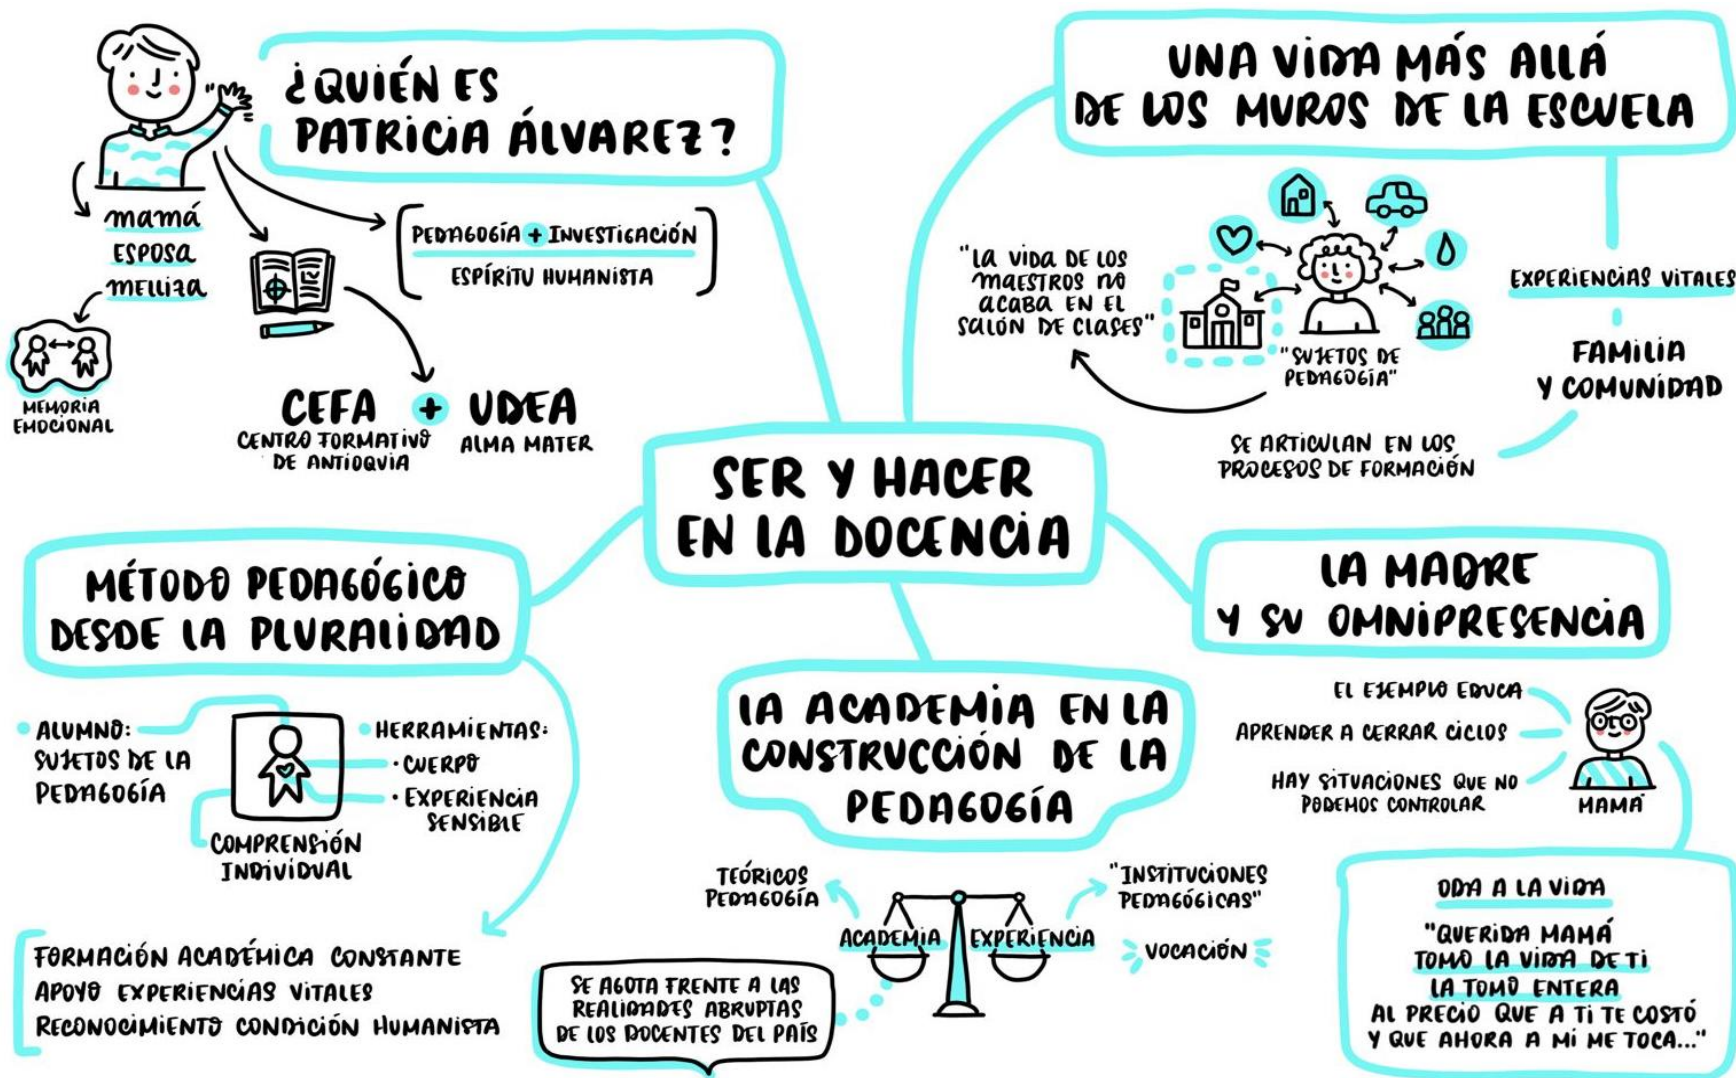 ¿QUIÉN ES
PATRICIA ÁLVAREZ?
mamá
ESPOSA
MELLIZA
MEMORIA
EMOCIONAL
PEDAGOGÍA + INVESTIGACIÓN
ESPÍRITU HUMANISTA
CEFA + UDEA
CENTRO FORMATIVO
DE ANTIOQUIA
ALMA MATER
UNA VIDA MÁS ALLÁ
DE LOS MUROS DE LA ESCUELA
"LA VIDA DE LOS
MAESTROS NO
ACABA EN EL
SALÓN DE CLASES"
"SUJETOS DE
PEDAGOGÍA"
EXPERIENCIAS VITALES
FAMILIA
Y COMUNIDAD
SE ARTICULAN EN LOS
PROCESOS DE FORMACIÓN
SER Y HACER
EN LA DOCENCIA
MÉTODO PEDAGÓGICO
DESDE LA PLURALIDAD
ALUMNO:
SUJETOS DE LA
PEDAGOGÍA
HERRAMIENTAS:
· CUERPO
· EXPERIENCIA
SENSIBLE
COMPRENSIÓN
INDIVIDUAL
FORMACIÓN ACADÉMICA CONSTANTE
APOYO EXPERIENCIAS VITALES
RECONOCIMIENTO CONDICIÓN HUMANISTA
LA ACADEMIA EN LA
CONSTRUCCIÓN DE LA
PEDAGOGÍA
TEÓRICOS
PEDAGOGÍA
"INSTITUCIONES
PEDAGÓGICAS"
ACADEMIA
EXPERIENCIA
VOCACIÓN
SE AGOTA FRENTE A LAS
REALIDADES ABRUPTAS
DE LOS DOCENTES DEL PAÍS
LA MADRE
Y SU OMNIPRESENCIA
EL EJEMPLO EDUCA
APRENDER A CERRAR CICLOS
HAY SITUACIONES QUE NO
PODEMOS CONTROLAR
MAMÁ
ODA A LA VIDA
"QUERIDA MAMÁ
TOMO LA VIDA DE TI
LA TOMO ENTERA
AL PRECIO QUE A TI TE COSTÓ
Y QUE AHORA A MÍ ME TOCA..."